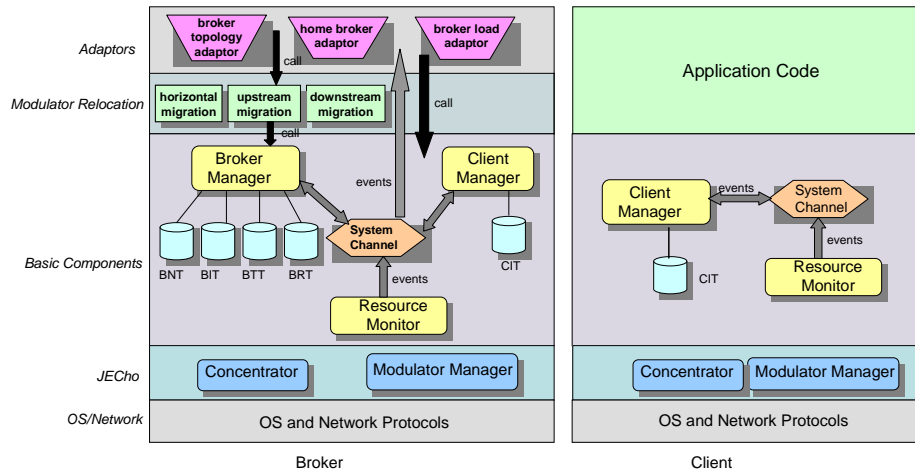 Adaptors
broker
topology
adaptor
home broker
adaptor
broker load
adaptor
call
call
Modulator Relocation
horizontal
migration
upstream
migration
downstream
migration
call
Broker
Manager
Client
Manager
events
System
Channel
BNT
BIT
BTT
BRT
CIT
Basic Components
events
Resource
Monitor
JECho
Concentrator
Modulator Manager
OS/Network
OS and Network Protocols
Broker
Application Code
Client
Manager
events
System
Channel
events
CIT
Resource
Monitor
Concentrator
Modulator Manager
OS and Network Protocols
Client